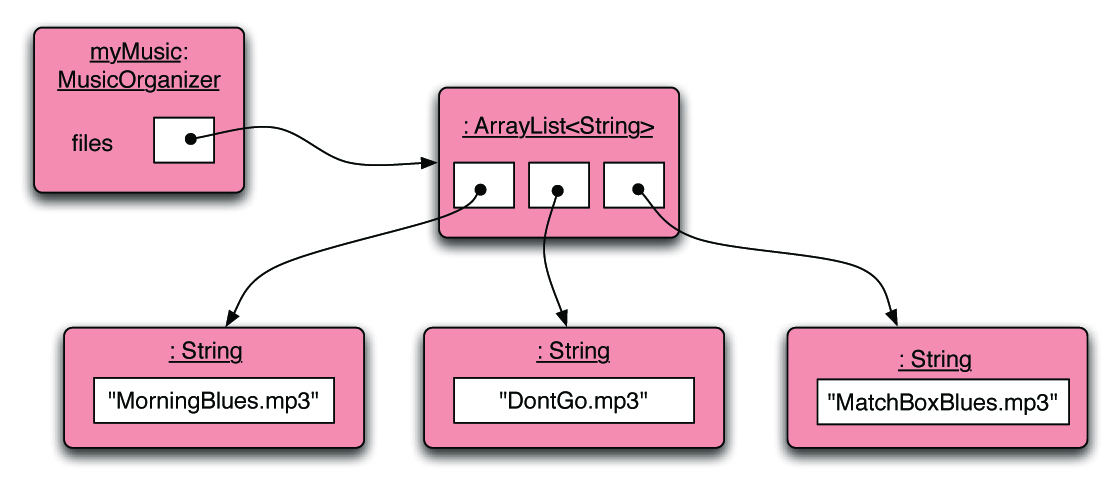 myMusic:
MusicOrganizer
files
: ArrayList<String>
: String
"MorningBlues.mp3"
: String
"DontGo.mp3"
: String
"MatchBoxBlues.mp3"